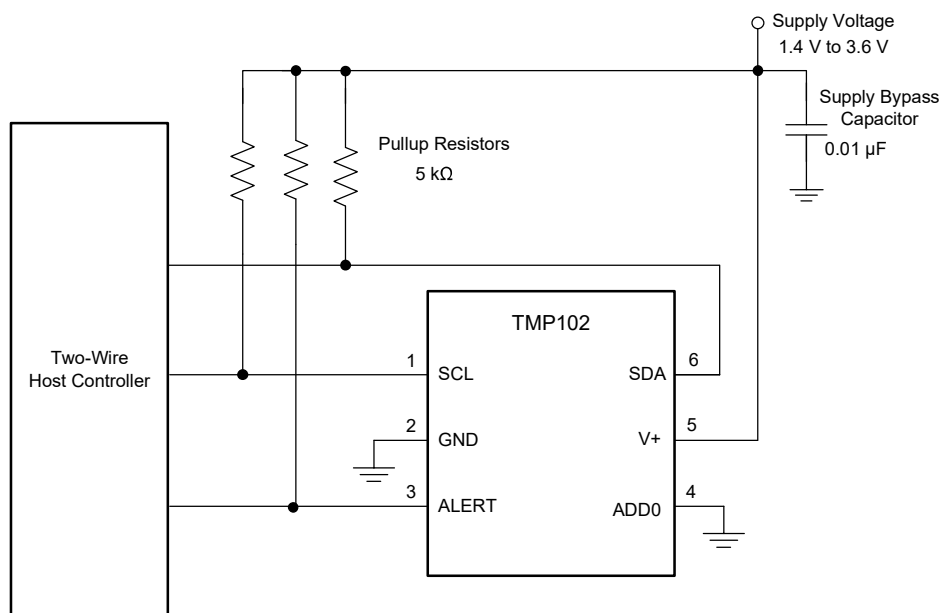 Supply Voltage
1.4 V to 3.6 V
Supply Bypass
Capacitor
0.01 µF
Pullup Resistors
5 kΩ
Two-Wire
Host Controller
TMP102
1
SCL
SDA
6
2
GND
V+
5
3
ALERT
ADD0
4